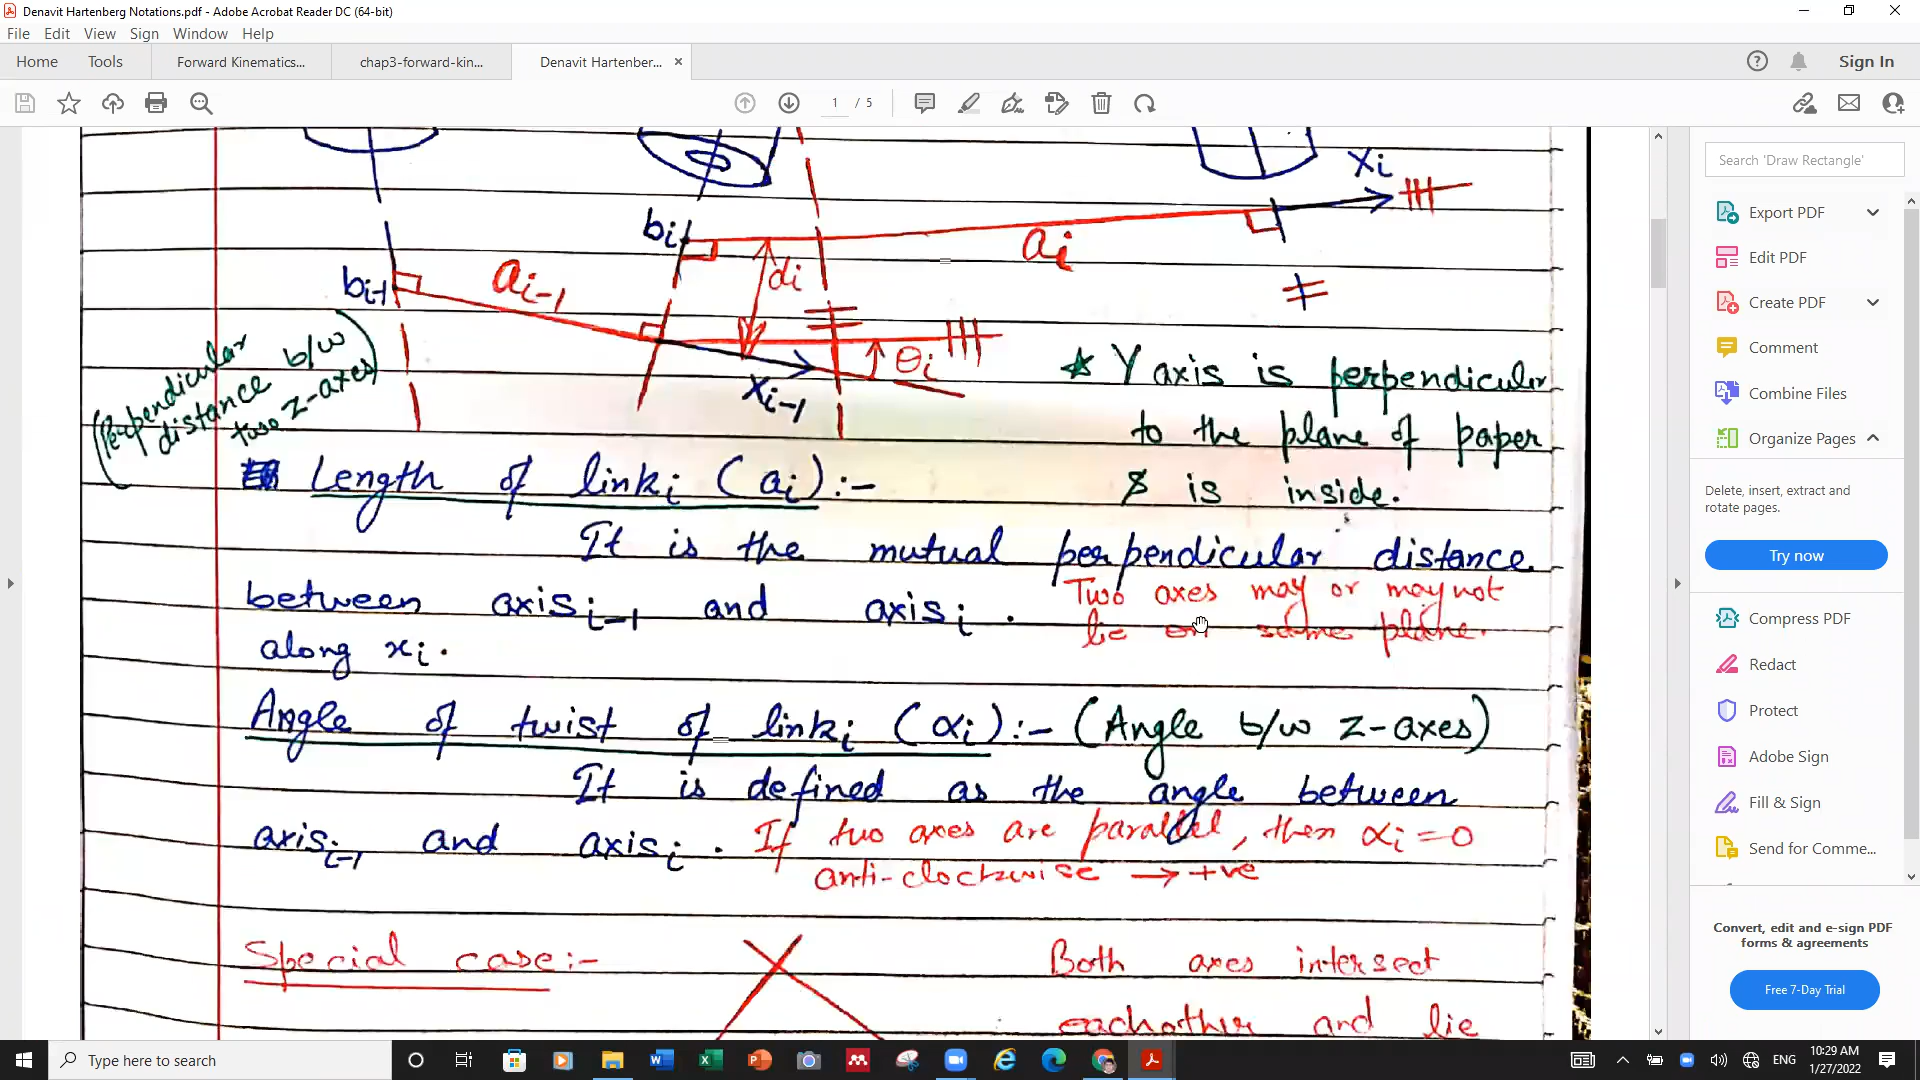 Denavit Hartenberg Notations.pdf - Adobe Acrobat Reader DC (64-bit)
File Edit View Sign Window Help
Home Tools Forward Kinematics... chap3-forward-kin... Denavit Hartenber... ×
Sign In
1 / 5
Search 'Draw Rectangle'
Export PDF
Edit PDF
Create PDF
Comment
Combine Files
Organize Pages
Delete, insert, extract and
rotate pages.
Try now
Compress PDF
Redact
Protect
Adobe Sign
Fill & Sign
Send for Comme...
Convert, edit and e-sign PDF
forms & agreements
Free 7-Day Trial
xi
bi
ai
di
bi-1
ai-1
θi
xi-1
(Perpendicular
distance b/w
two z-axes)
★ Y axis is perpendicular
to the plane of paper
& is inside.
Length of linki (ai):-
It is the mutual perpendicular distance
between axisi-1 and axisi.
Two axes may or may not
lie on same plane.
along xi.
Angle of twist of linki (αi):- (Angle b/w z-axes)
It is defined as the angle between
axisi-1 and axisi. If two axes are parallel, then αi=0
anti-clockwise → +ve
Special case:-
Both axes intersect
eachother and lie
Type here to search
ENG
10:29 AM
1/27/2022